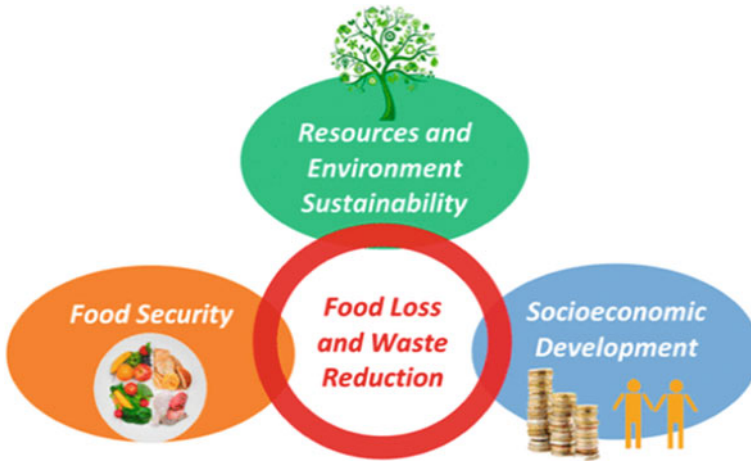 Resources and
Environment
Sustainability
Food Security
Food Loss
and Waste
Reduction
Socioeconomic
Development